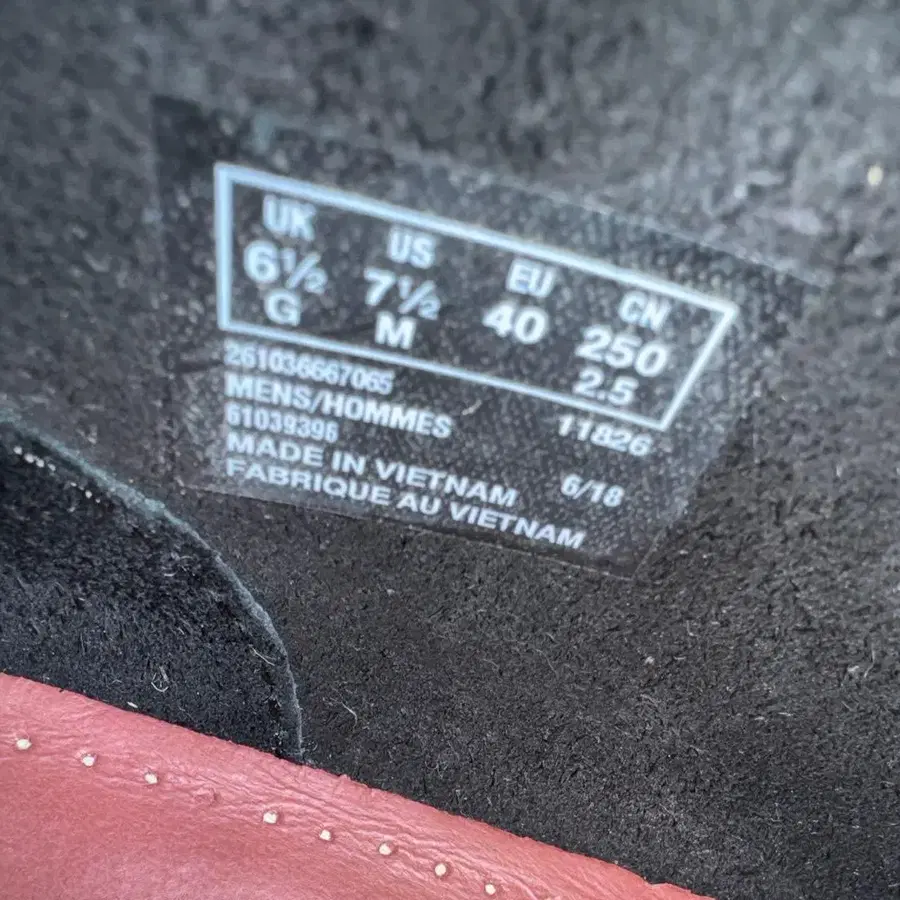 UK US EU CN
6½ 7½ 40 250
G M 2.5
261036667065
MENS/HOMMES 11826
61039396
MADE IN VIETNAM 6/18
FABRIQUE AU VIETNAM